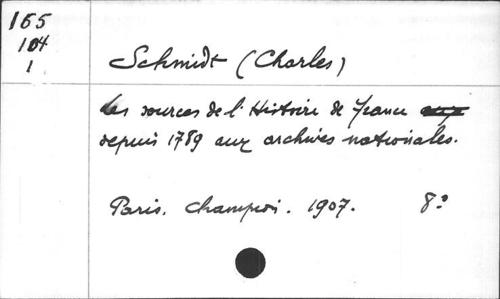 165
104
1
Schmidt (Charles)
Les sources de l'Histoire de France
depuis 1789 aux archives nationales.
Paris. Champion. 1907. 8°